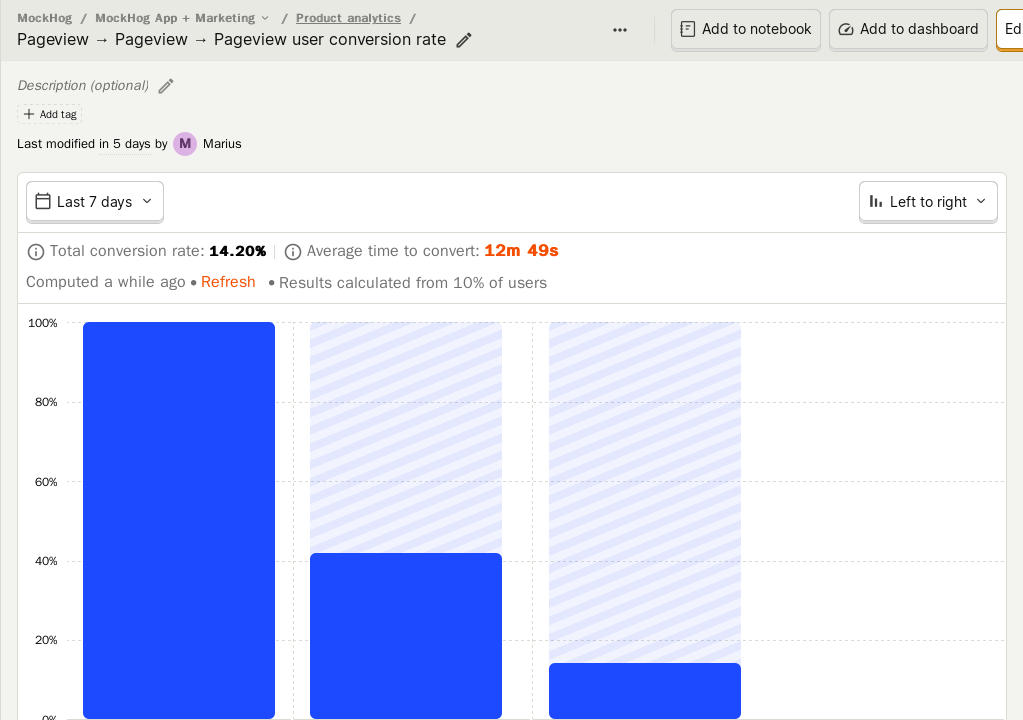 MockHog / MockHog App + Marketing / Product analytics /
Pageview → Pageview → Pageview user conversion rate
Add to notebook
Add to dashboard
Ed
Description (optional)
Add tag
Last modified in 5 days by M Marius
Last 7 days
Left to right
Total conversion rate: 14.20%
Average time to convert: 12m 49s
Computed a while ago • Refresh • Results calculated from 10% of users
100%
80%
60%
40%
20%
0%